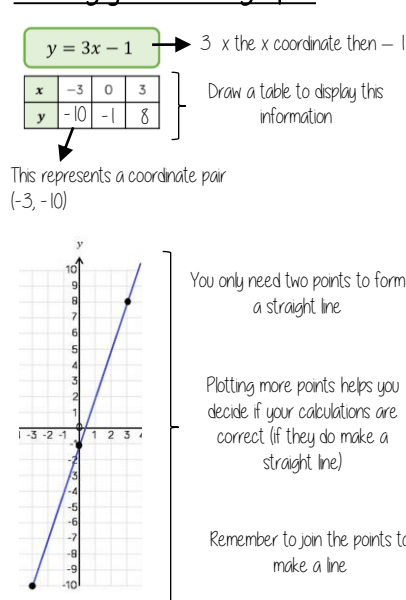 y = 3x − 1
3 x the x coordinate then − 1
x −3 0 3
y -10 -1 8
Draw a table to display this
information
This represents a coordinate pair
(-3, -10)
y
10
9
8
7
6
5
4
3
2
1
0
-3 -2 -1 1 2 3
-1
-2
-3
-4
-5
-6
-7
-8
-9
-10
You only need two points to form
a straight line
Plotting more points helps you
decide if your calculations are
correct (if they do make a
straight line)
Remember to join the points to
make a line